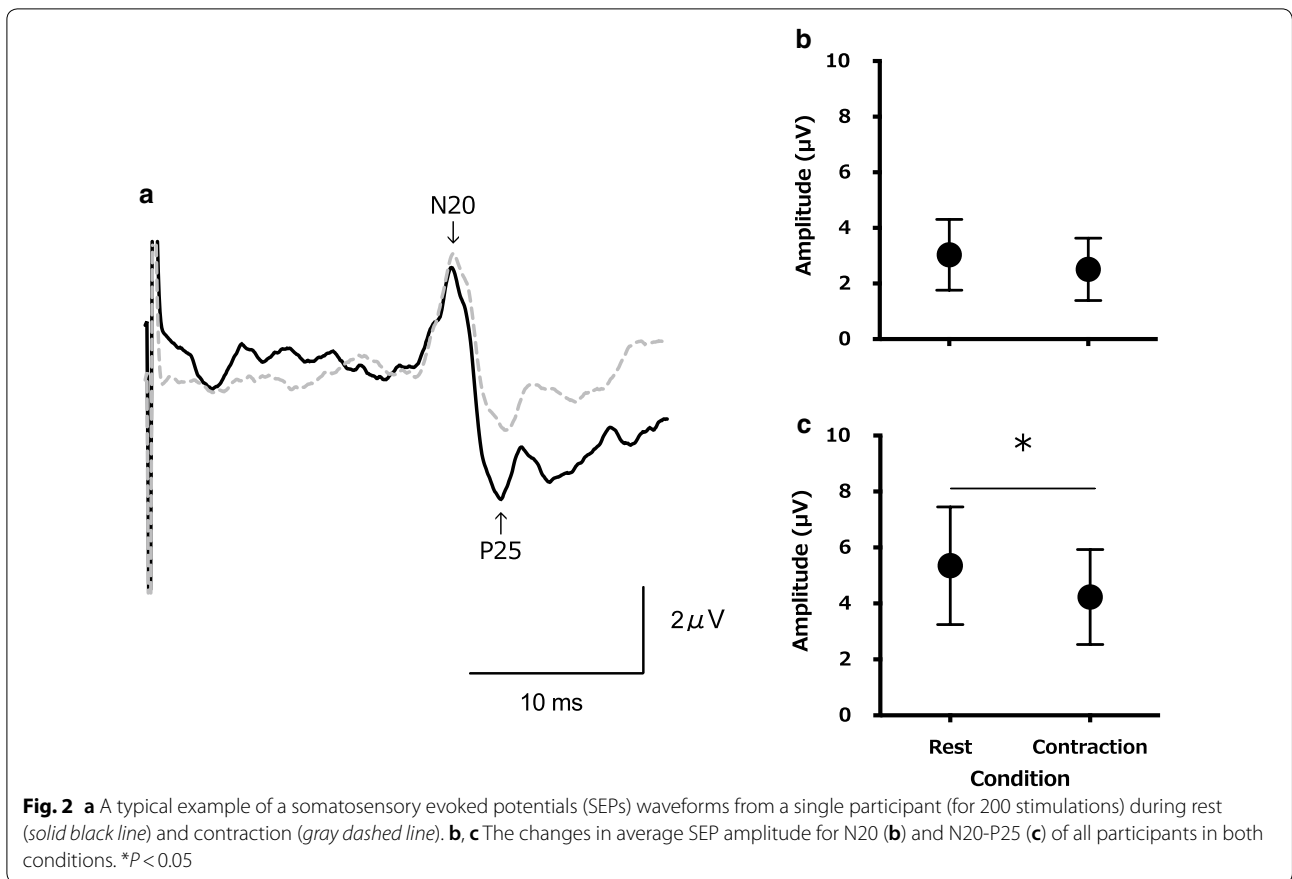 a
N20
↓
↑
P25
2μV
10 ms
b
Amplitude (μV)
10
8
6
4
2
0
c
*
Amplitude (μV)
10
8
6
4
2
0
Rest Contraction
Condition
Fig. 2 a A typical example of a somatosensory evoked potentials (SEPs) waveforms from a single participant (for 200 stimulations) during rest
(solid black line) and contraction (gray dashed line). b, c The changes in average SEP amplitude for N20 (b) and N20-P25 (c) of all participants in both
conditions. *P < 0.05